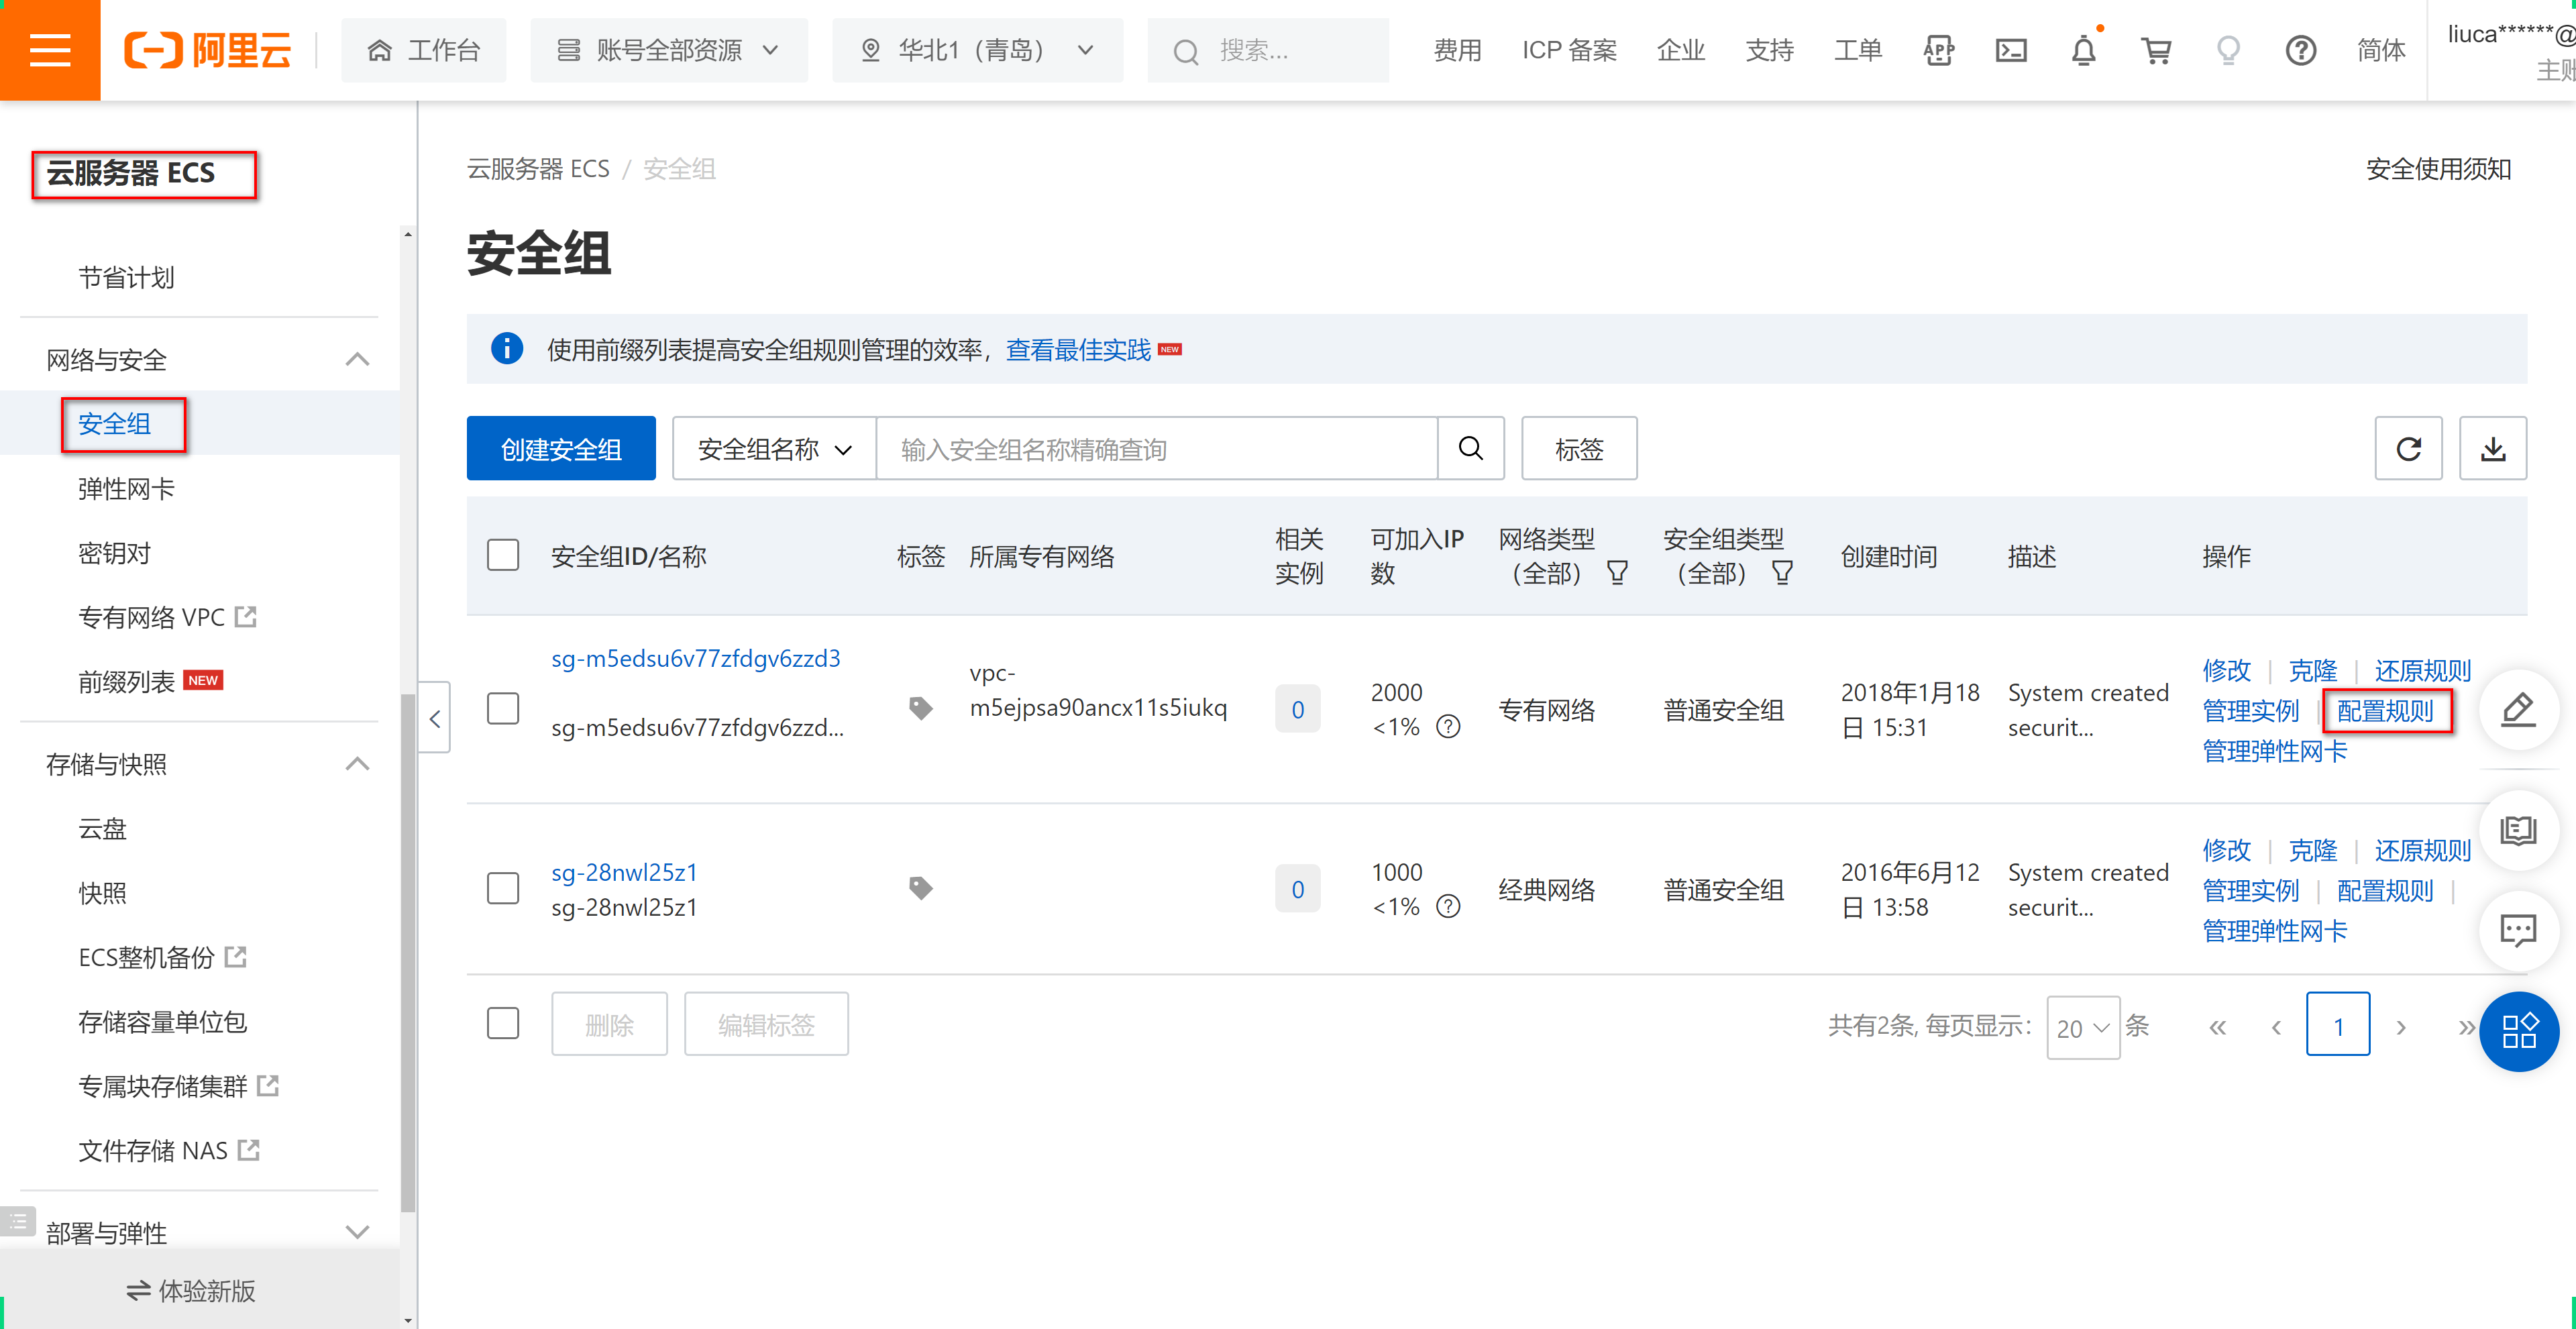 阿里云
工作台
账号全部资源
华北1（青岛）
搜索...
费用
ICP 备案
企业
支持
工单
APP
简体
liuca******@
云服务器 ECS
节省计划
网络与安全
安全组
弹性网卡
密钥对
专有网络 VPC
前缀列表 NEW
存储与快照
云盘
快照
ECS整机备份
存储容量单位包
专属块存储集群
文件存储 NAS
部署与弹性
体验新版
云服务器 ECS / 安全组
安全使用须知
安全组
使用前缀列表提高安全组规则管理的效率，查看最佳实践 NEW
创建安全组
安全组名称
输入安全组名称精确查询
标签
安全组ID/名称
标签
所属专有网络
相关
实例
可加入IP
数
网络类型
（全部）
安全组类型
（全部）
创建时间
描述
操作
sg-m5edsu6v77zfdgv6zzd3
sg-m5edsu6v77zfdgv6zzd...
vpc-
m5ejpsa90ancx11s5iukq
0
2000
<1%
专有网络
普通安全组
2018年1月18
日 15:31
System created
securit...
修改 | 克隆 | 还原规则
管理实例 | 配置规则
管理弹性网卡
sg-28nwl25z1
sg-28nwl25z1
0
1000
<1%
经典网络
普通安全组
2016年6月12
日 13:58
System created
securit...
修改 | 克隆 | 还原规则
管理实例 | 配置规则 |
管理弹性网卡
删除
编辑标签
共有2条, 每页显示：
20
条
« ‹ 1 › »